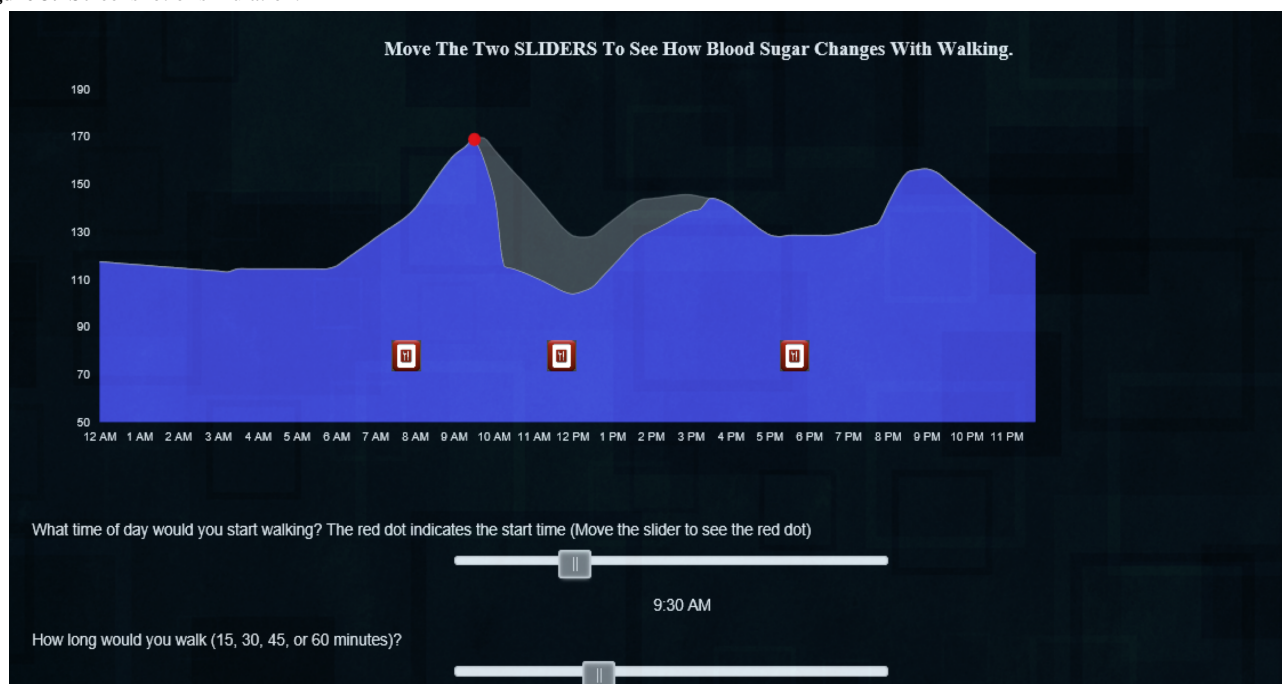 Move The Two SLIDERS To See How Blood Sugar Changes With Walking.
190
170
150
130
110
90
70
50
12 AM 1 AM 2 AM 3 AM 4 AM 5 AM 6 AM 7 AM 8 AM 9 AM 10 AM 11 AM 12 PM 1 PM 2 PM 3 PM 4 PM 5 PM 6 PM 7 PM 8 PM 9 PM 10 PM 11 PM
What time of day would you start walking? The red dot indicates the start time (Move the slider to see the red dot)
9:30 AM
How long would you walk (15, 30, 45, or 60 minutes)?